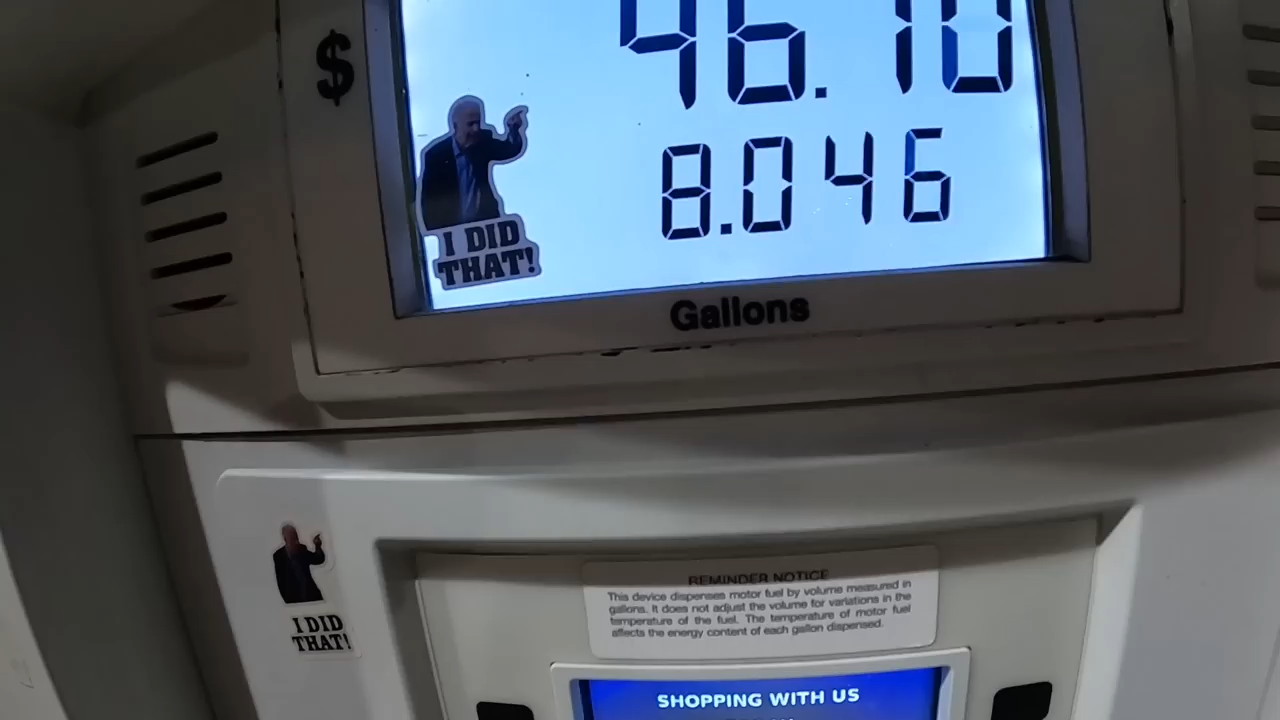 $
46.10
8.046
I DID
THAT!
Gallons
I DID
THAT!
REMINDER NOTICE
This device dispenses motor fuel by volume measured in
gallons. It does not adjust the volume for variations in the
temperature of the fuel. The temperature of motor fuel
affects the energy content of each gallon dispensed.
SHOPPING WITH US